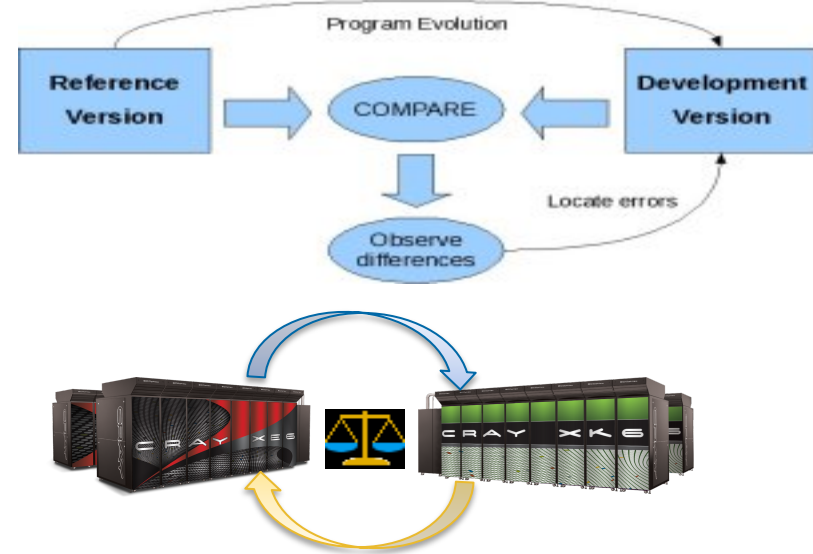 Program Evolution
Reference
Version
COMPARE
Development
Version
Locate errors
Observe
differences
CRAY XE6
CRAY XK6